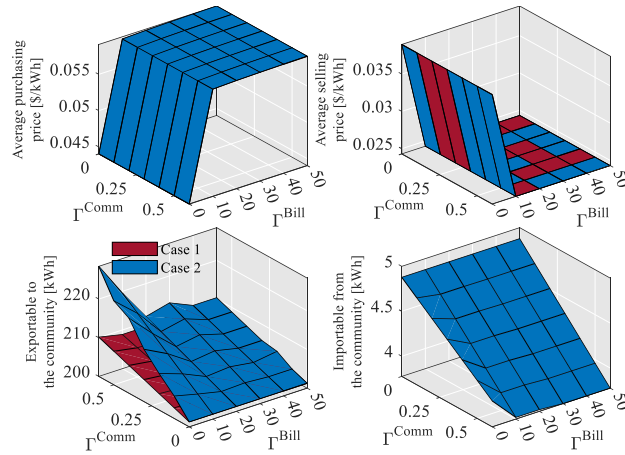 Average purchasing
price [$/kWh]
0.055
0.05
0.045
0
0.25
0.5
Γ^Comm
0
10
20
30
40
50
Γ^Bill
Average selling
price [$/kWh]
0.035
0.03
0.025
0
0.25
0.5
Γ^Comm
0
10
20
30
40
50
Γ^Bill
Case 1
Case 2
Exportable to
the community [kWh]
220
210
200
0.5
0.25
0
Γ^Comm
0
10
20
30
40
50
Γ^Bill
Importable from
the community [kWh]
5
4.5
4
0
0.25
0.5
Γ^Comm
0
10
20
30
40
50
Γ^Bill